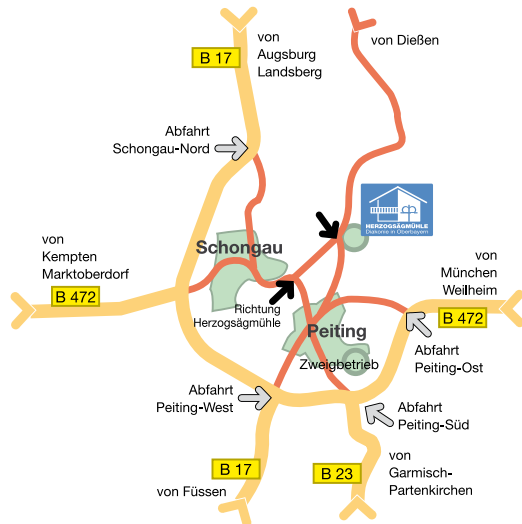 von
Augsburg
Landsberg
B 17
von Dießen
Abfahrt
Schongau-Nord
HERZOGSÄGMÜHLE
Diakonie in Oberbayern
Schongau
von
Kempten
Marktoberdorf
B 472
von
München
Weilheim
B 472
Richtung
Herzogsägmühle
Peiting
Zweigbetrieb
Abfahrt
Peiting-Ost
Abfahrt
Peiting-West
Abfahrt
Peiting-Süd
B 17
von Füssen
B 23
von
Garmisch-
Partenkirchen